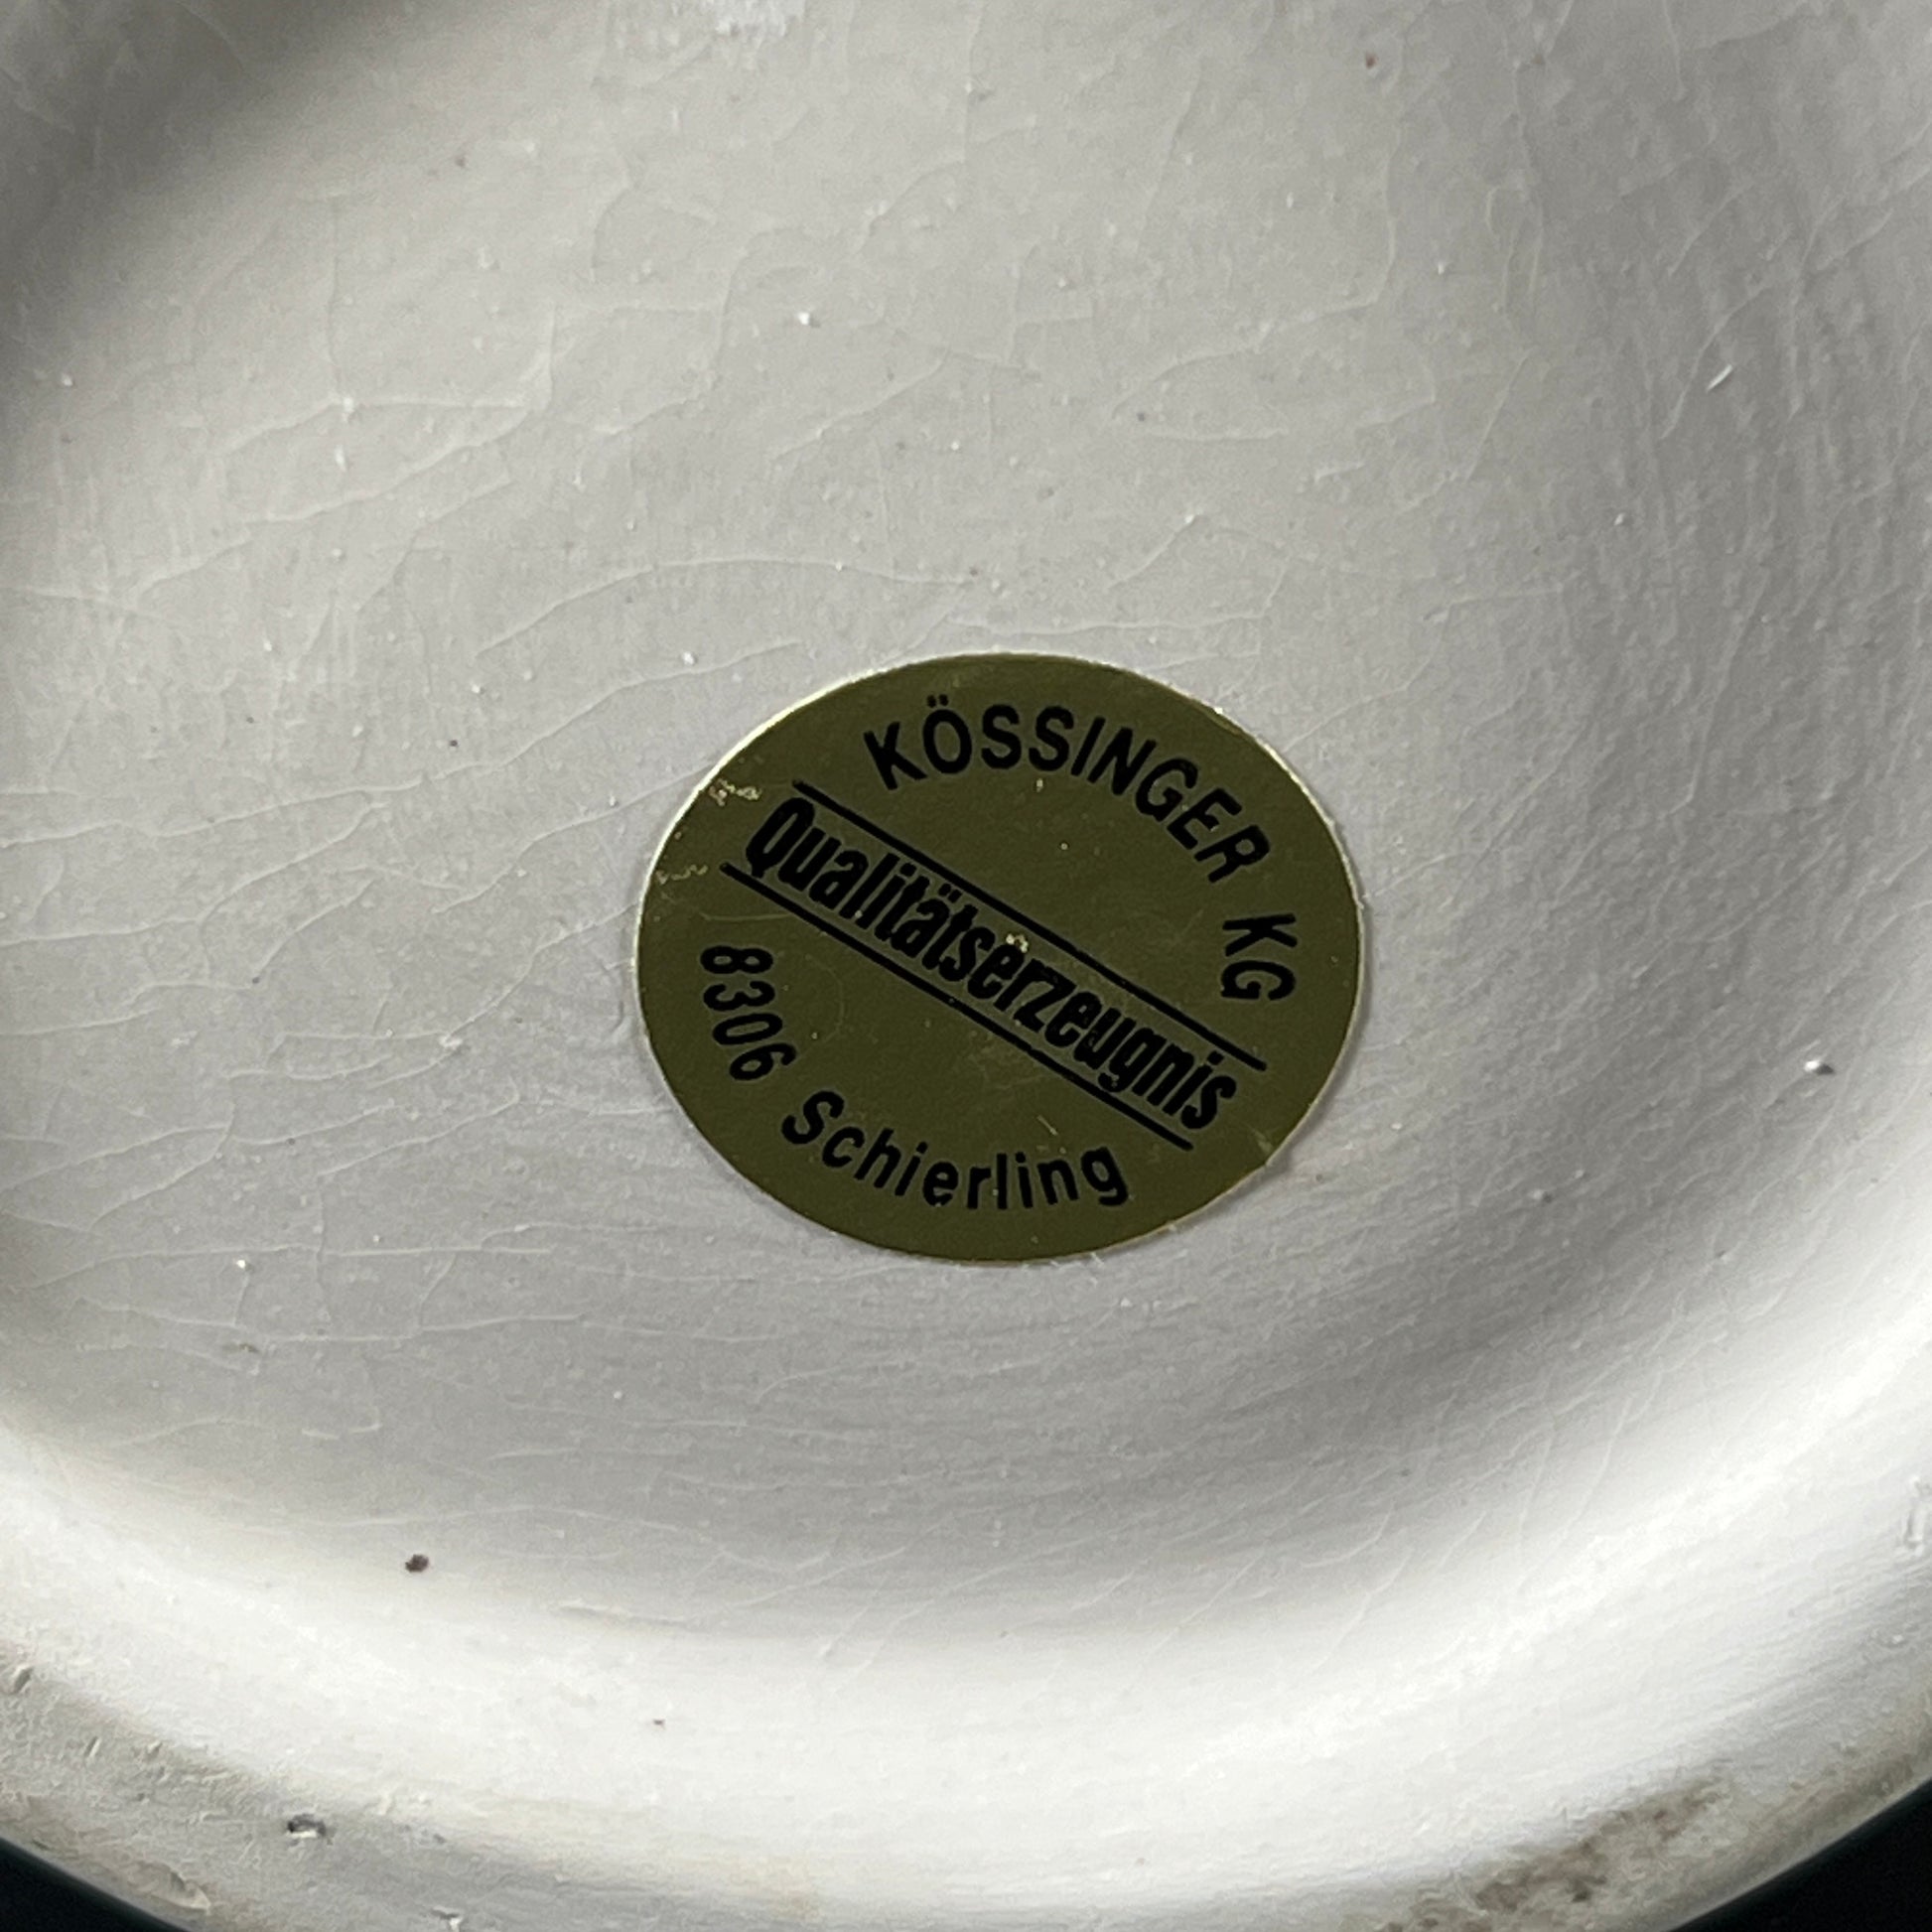 KÖSSINGER KG
Qualitätserzeugnis
8306 Schierling